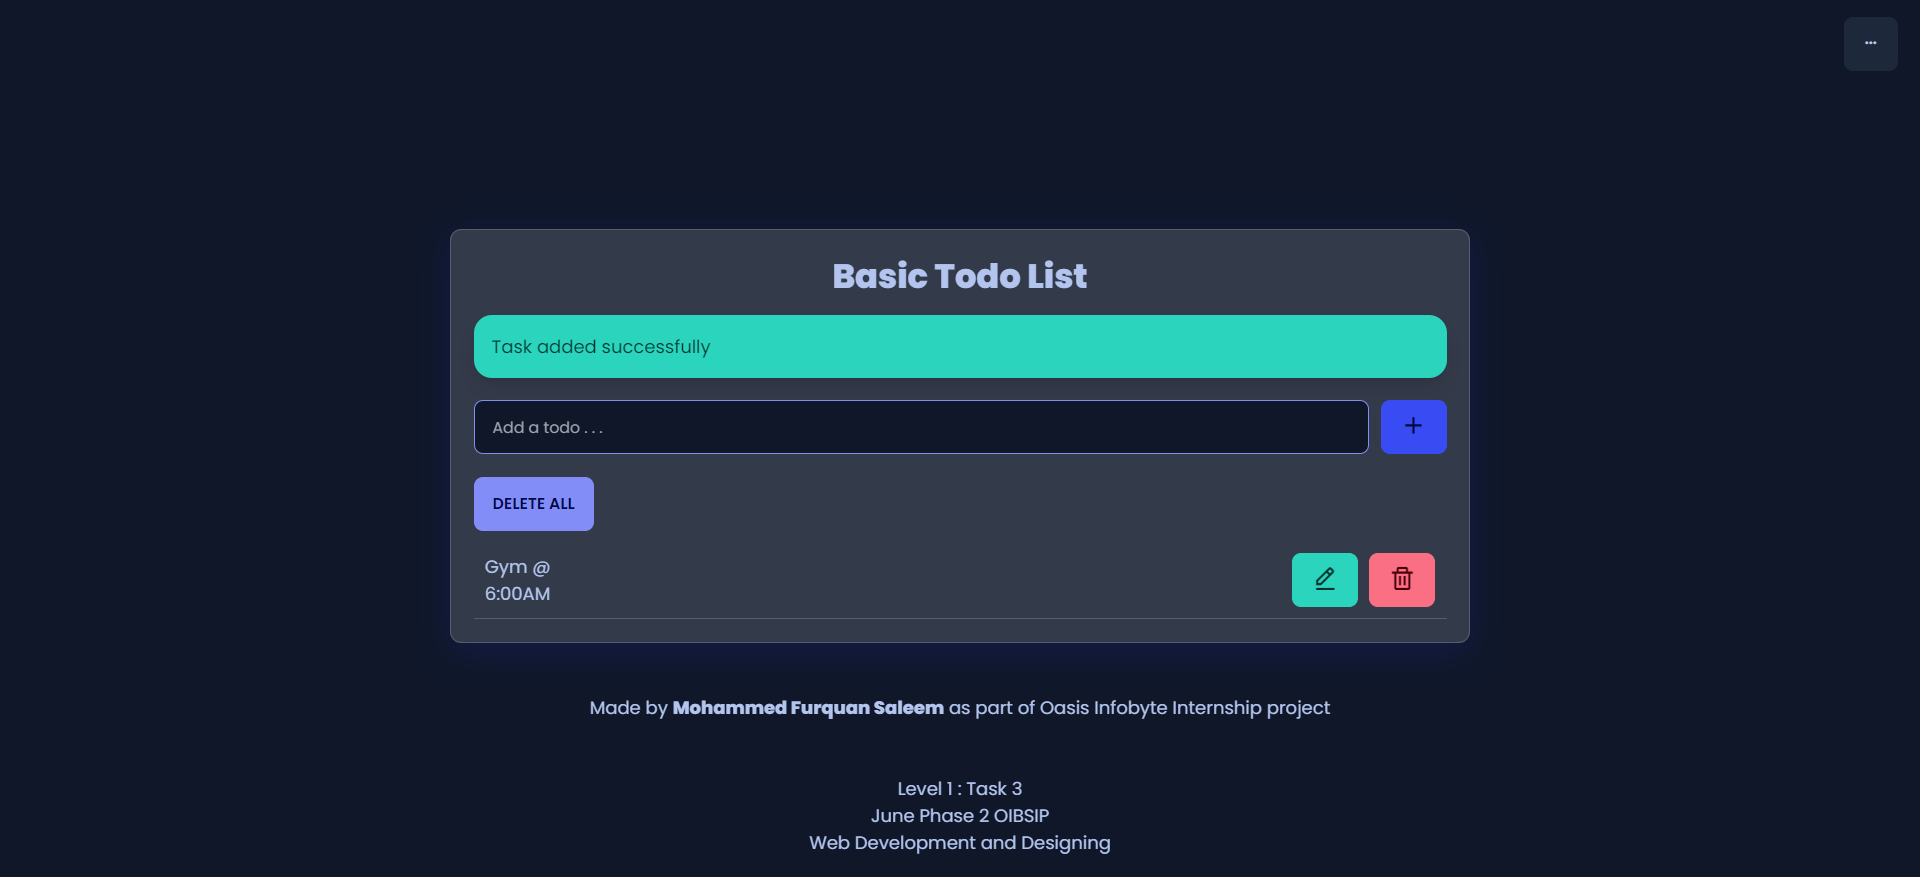 ...
Basic Todo List
Task added successfully
Add a todo . . .
DELETE ALL
Gym @
6:00AM
Made by Mohammed Furquan Saleem as part of Oasis Infobyte Internship project
Level 1 : Task 3
June Phase 2 OIBSIP
Web Development and Designing